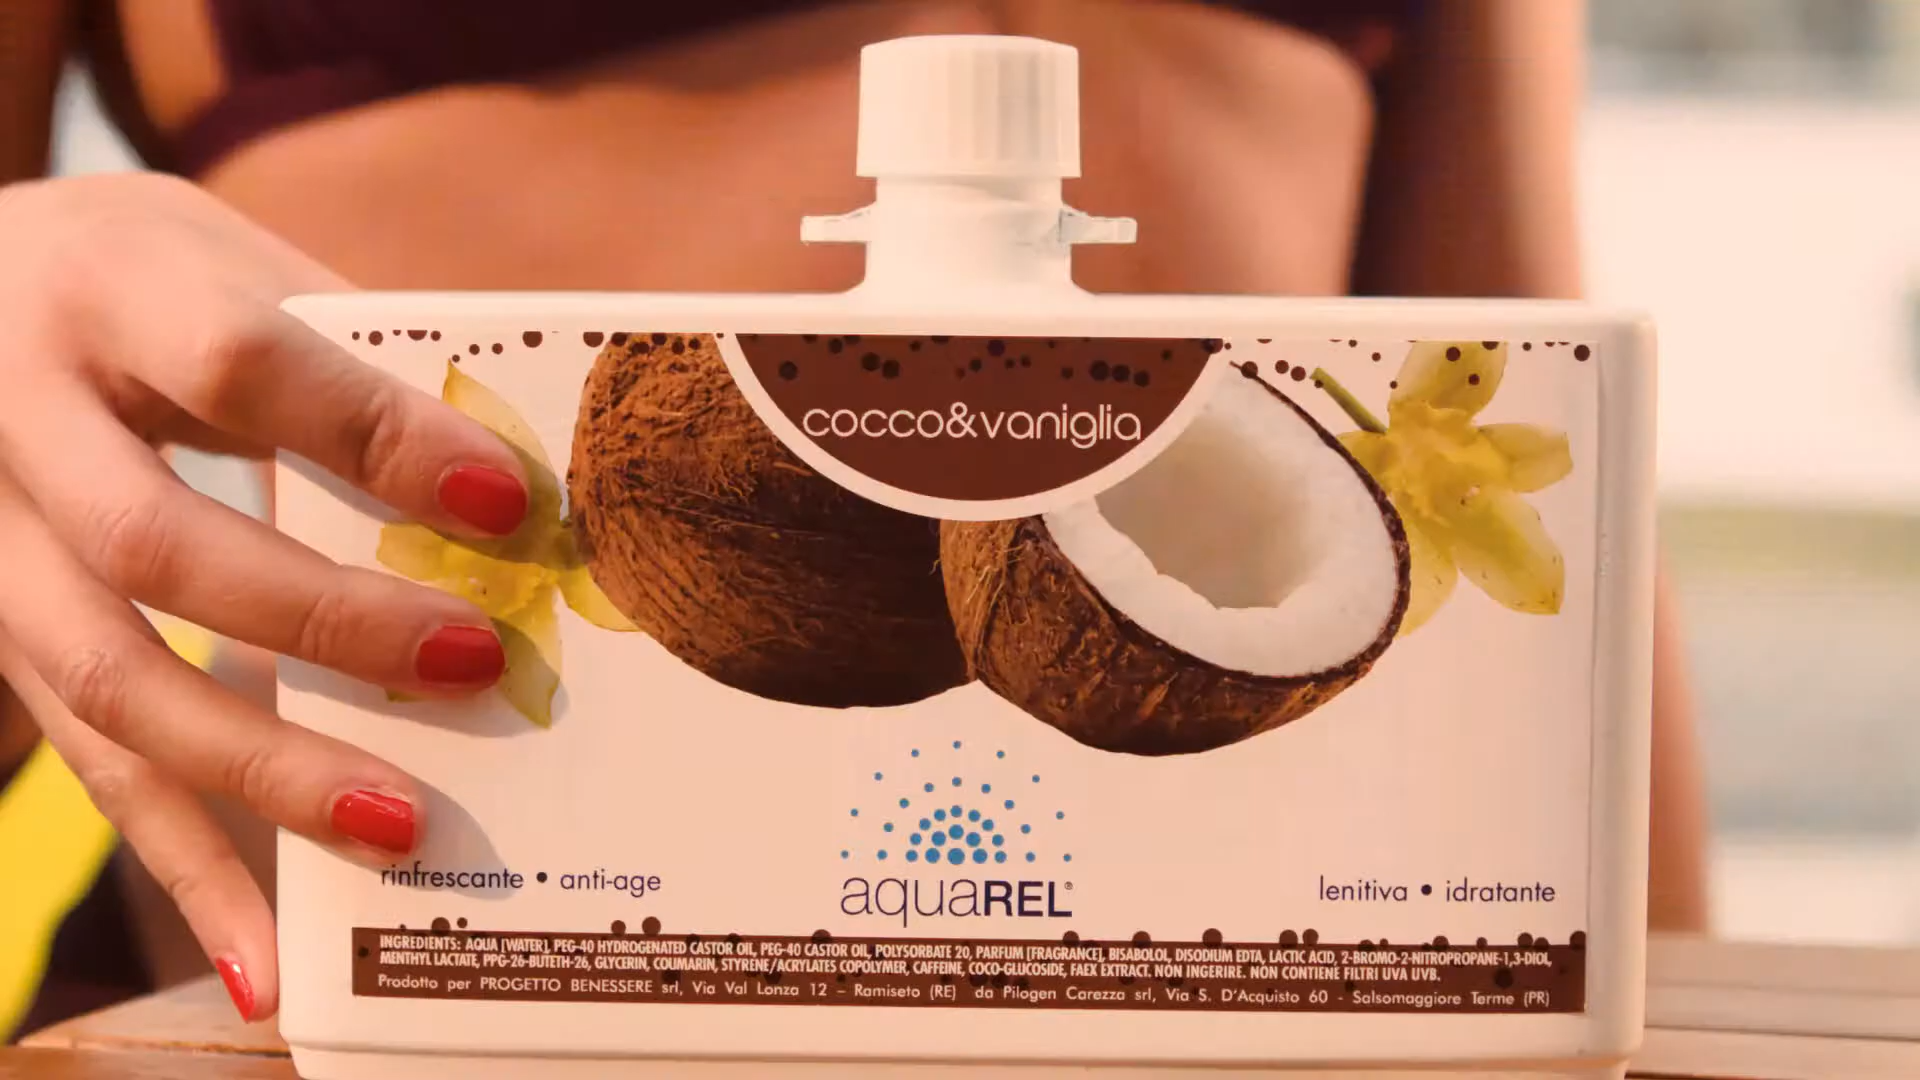 cocco&vaniglia
aquaREL®
rinfrescante • anti-age
lenitiva • idratante
INGREDIENTS: AQUA [WATER], PEG-40 HYDROGENATED CASTOR OIL, PEG-40 CASTOR OIL, POLYSORBATE 20, PARFUM [FRAGRANCE], BISABOLOL, DISODIUM EDTA, LACTIC ACID, 2-BROMO-2-NITROPROPANE-1,3-DIOL,
MENTHYL LACTATE, PPG-26-BUTETH-26, GLYCERIN, COUMARIN, STYRENE/ACRYLATES COPOLYMER, CAFFEINE, COCO-GLUCOSIDE, FAEX EXTRACT. NON INGERIRE. NON CONTIENE FILTRI UVA UVB.
Prodotto per PROGETTO BENESSERE srl, Via Val Lonza 12 – Ramiseto (RE) da Pilogen Carezza srl, Via S. D'Acquisto 60 - Salsomaggiore Terme (PR)